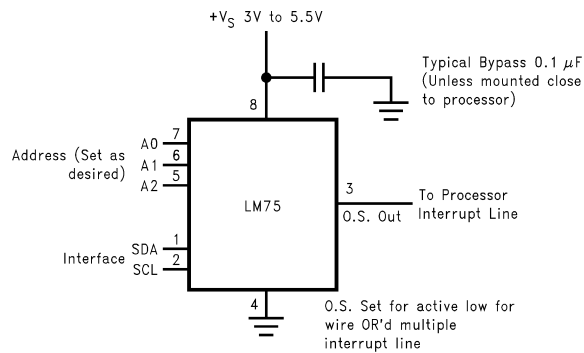 +VS 3V to 5.5V
Typical Bypass 0.1 μF
(Unless mounted close
to processor)
8
Address (Set as
desired)
A0 7
A1 6
A2 5
LM75
3
O.S. Out
To Processor
Interrupt Line
Interface
SDA 1
SCL 2
4
O.S. Set for active low for
wire OR'd multiple
interrupt line